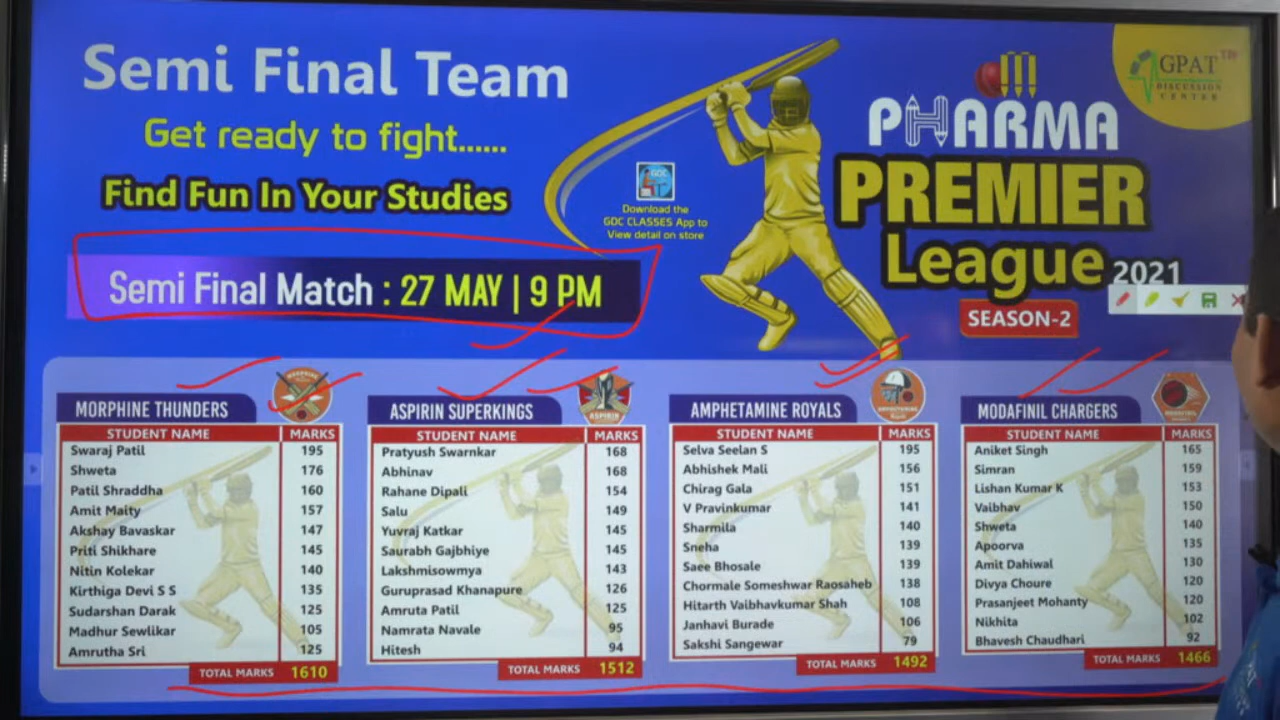 Semi Final Team
Get ready to fight......
Find Fun In Your Studies
Semi Final Match : 27 MAY | 9 PM
GDC
Download the
GDC CLASSES App to
View detail on store
PHARMA
PREMIER
League 2021
SEASON-2
GPAT TM
DISCUSSION
CENTER
MORPHINE THUNDERS
STUDENT NAME MARKS
Swaraj Patil 195
Shweta 176
Patil Shraddha 160
Amit Maity 157
Akshay Bavaskar 147
Priti Shikhare 145
Nitin Kolekar 140
Kirthiga Devi S S 135
Sudarshan Darak 125
Madhur Sewlikar 105
Amrutha Sri 125
TOTAL MARKS 1610
ASPIRIN
ASPIRIN SUPERKINGS
STUDENT NAME MARKS
Pratyush Swarnkar 168
Abhinav 168
Rahane Dipali 154
Salu 149
Yuvraj Katkar 145
Saurabh Gajbhiye 145
Lakshmisowmya 143
Guruprasad Khanapure 126
Amruta Patil 125
Namrata Navale 95
Hitesh 94
TOTAL MARKS 1512
AMPHETAMINE ROYALS
STUDENT NAME MARKS
Selva Seelan S 195
Abhishek Mali 156
Chirag Gala 151
V Pravinkumar 141
Sharmila 140
Sneha 139
Saee Bhosale 139
Chormale Someshwar Raosaheb 138
Hitarth Vaibhavkumar Shah 108
Janhavi Burade 106
Sakshi Sangewar 79
TOTAL MARKS 1492
MODAFINIL
MODAFINIL CHARGERS
STUDENT NAME MARKS
Aniket Singh 165
Simran 159
Lishan Kumar K 153
Vaibhav 150
Shweta 140
Apoorva 135
Amit Dahiwal 130
Divya Choure 120
Prasanjeet Mohanty 120
Nikhita 102
Bhavesh Chaudhari 92
TOTAL MARKS 1466